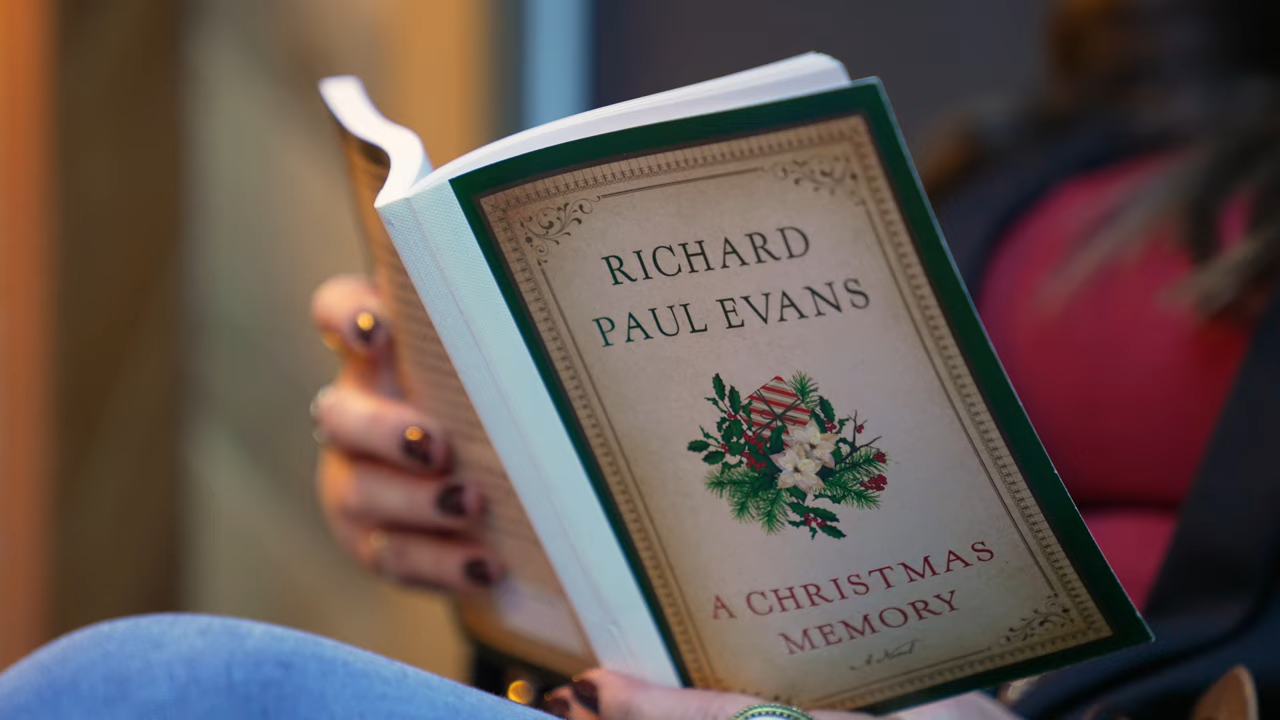 RICHARD
PAUL EVANS
A CHRISTMAS
MEMORY
A Novel